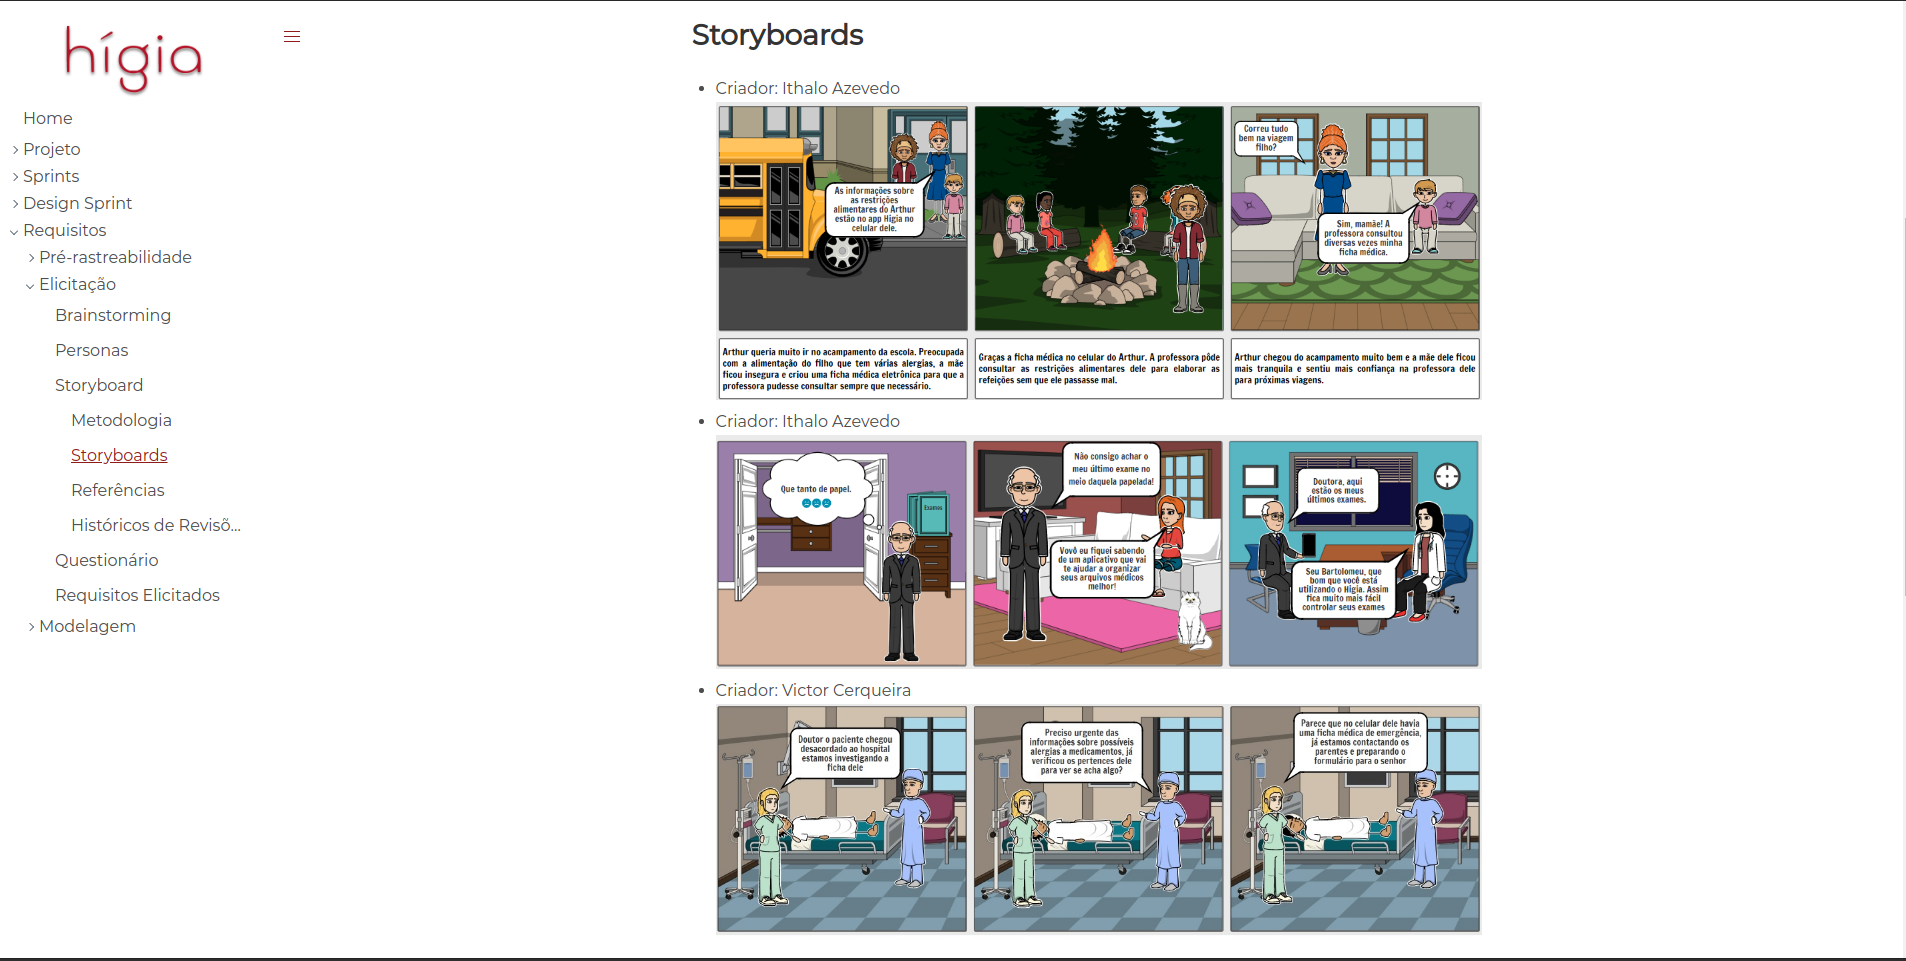 hígia
Home
Projeto
Sprints
Design Sprint
Requisitos
Pré-rastreabilidade
Elicitação
Brainstorming
Personas
Storyboard
Metodologia
Storyboards
Referências
Históricos de Revisõ...
Questionário
Requisitos Elicitados
Modelagem
Storyboards
Criador: Ithalo Azevedo
As informações sobre
as restrições
alimentares do Arthur
estão no app Hígia no
celular dele.
Correu tudo
bem na viagem
filho?
Sim, mamãe! A
professora consultou
diversas vezes minha
ficha médica.
Arthur queria muito ir no acampamento da escola. Preocupada
com a alimentação do filho que tem várias alergias, a mãe
ficou insegura e criou uma ficha médica eletrônica para que a
professora pudesse consultar sempre que necessário.
Graças a ficha médica no celular do Arthur. A professora pôde
consultar as restrições alimentares dele para elaborar as
refeições sem que ele passasse mal.
Arthur chegou do acampamento muito bem e a mãe dele ficou
mais tranquila e sentiu mais confiança na professora dele
para próximas viagens.
Criador: Ithalo Azevedo
Que tanto de papel.
Exames
Não consigo achar o
meu último exame no
meio daquela papelada!
Vovô eu fiquei sabendo
de um aplicativo que vai
te ajudar a organizar
seus arquivos médicos
melhor!
Doutora, aqui
estão os meus
últimos exames.
Seu Bartolomeu, que
bom que você está
utilizando o Hígia. Assim
fica muito mais fácil
controlar seus exames
Criador: Victor Cerqueira
Doutor o paciente chegou
desacordado ao hospital
estamos investigando a
ficha dele
Preciso urgente das
informações sobre possíveis
alergias a medicamentos, já
verificou os pertences dele
para ver se acha algo?
Parece que no celular dele havia
uma ficha médica de emergência,
já estamos contactando os
parentes e preparando o
formulário para o senhor